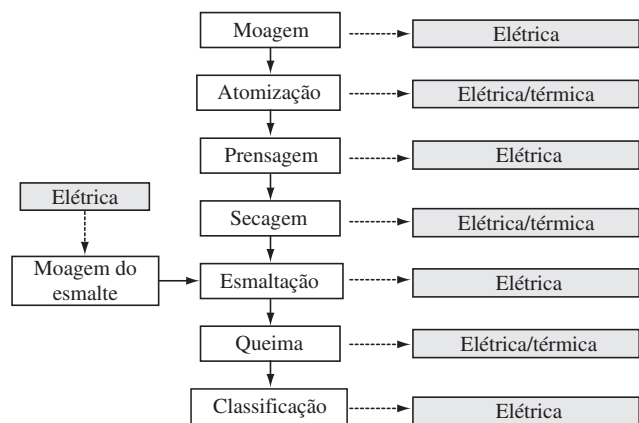 Moagem
Elétrica
Atomização
Elétrica/térmica
Prensagem
Elétrica
Elétrica
Secagem
Elétrica/térmica
Moagem do
esmalte
Esmaltação
Elétrica
Queima
Elétrica/térmica
Classificação
Elétrica